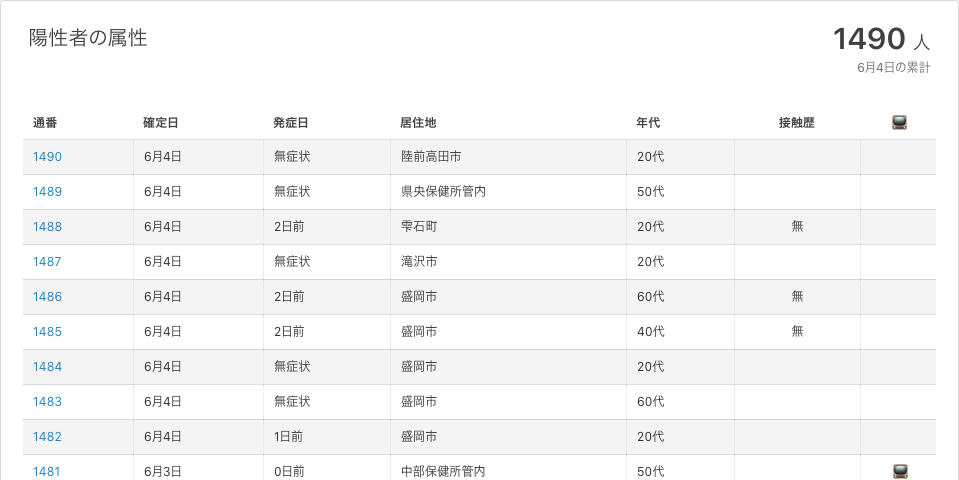 陽性者の属性
1490 人
6月4日の累計
通番 確定日 発症日 居住地 年代 接触歴
1490 6月4日 無症状 陸前高田市 20代
1489 6月4日 無症状 県央保健所管内 50代
1488 6月4日 2日前 雫石町 20代 無
1487 6月4日 無症状 滝沢市 20代
1486 6月4日 2日前 盛岡市 60代 無
1485 6月4日 2日前 盛岡市 40代 無
1484 6月4日 無症状 盛岡市 20代
1483 6月4日 無症状 盛岡市 60代
1482 6月4日 1日前 盛岡市 20代
1481 6月3日 0日前 中部保健所管内 50代